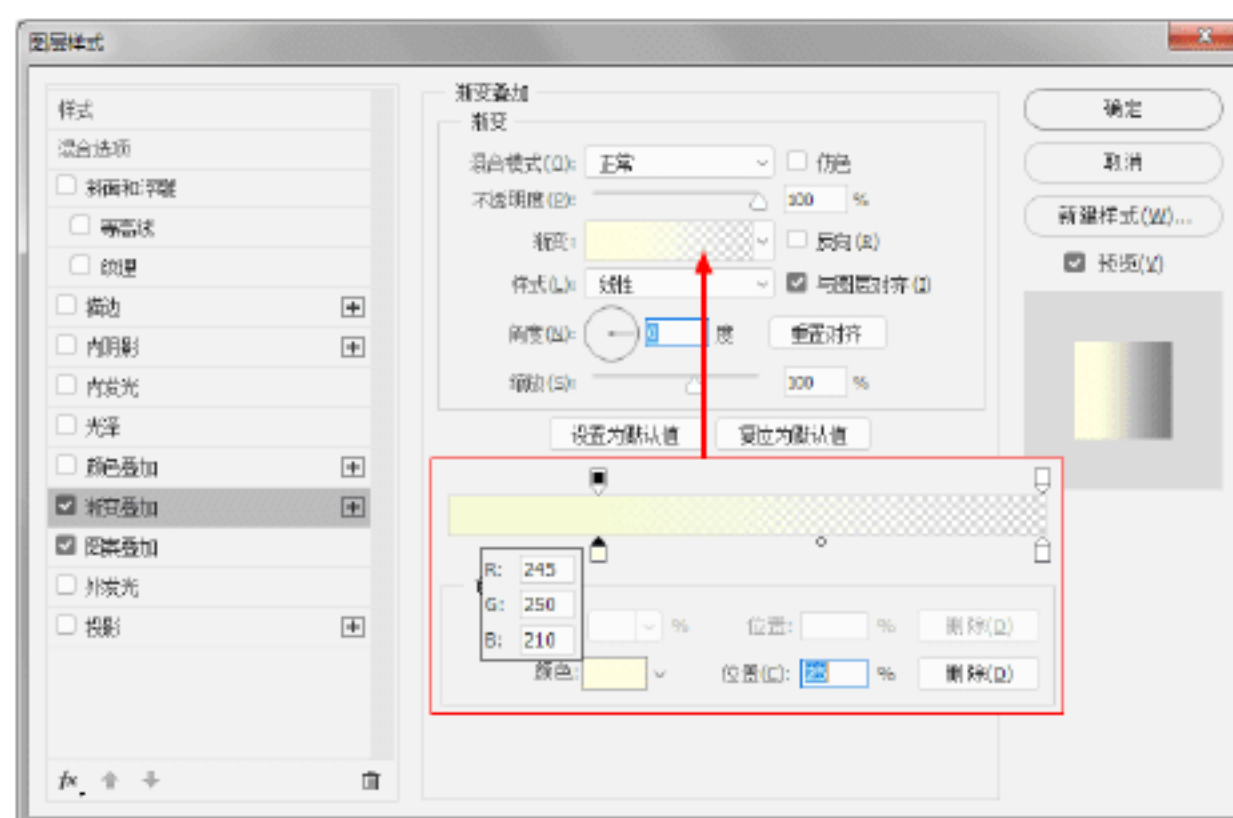 图层样式
样式
混合选项
斜面和浮雕
等高线
纹理
描边
内阴影
内发光
光泽
颜色叠加
渐变叠加
图案叠加
外发光
投影
fx
渐变叠加
渐变
混合模式(O): 正常 仿色
不透明度(P): 100 %
渐变: 反向(R)
样式(L): 线性 与图层对齐(I)
角度(N): 0 度 重置对齐
缩放(S): 100 %
设置为默认值 复位为默认值
R: 245
G: 250
B: 210
% 位置: % 删除(D)
颜色: 位置(C): 25 % 删除(D)
确定
取消
新建样式(W)...
预览(V)